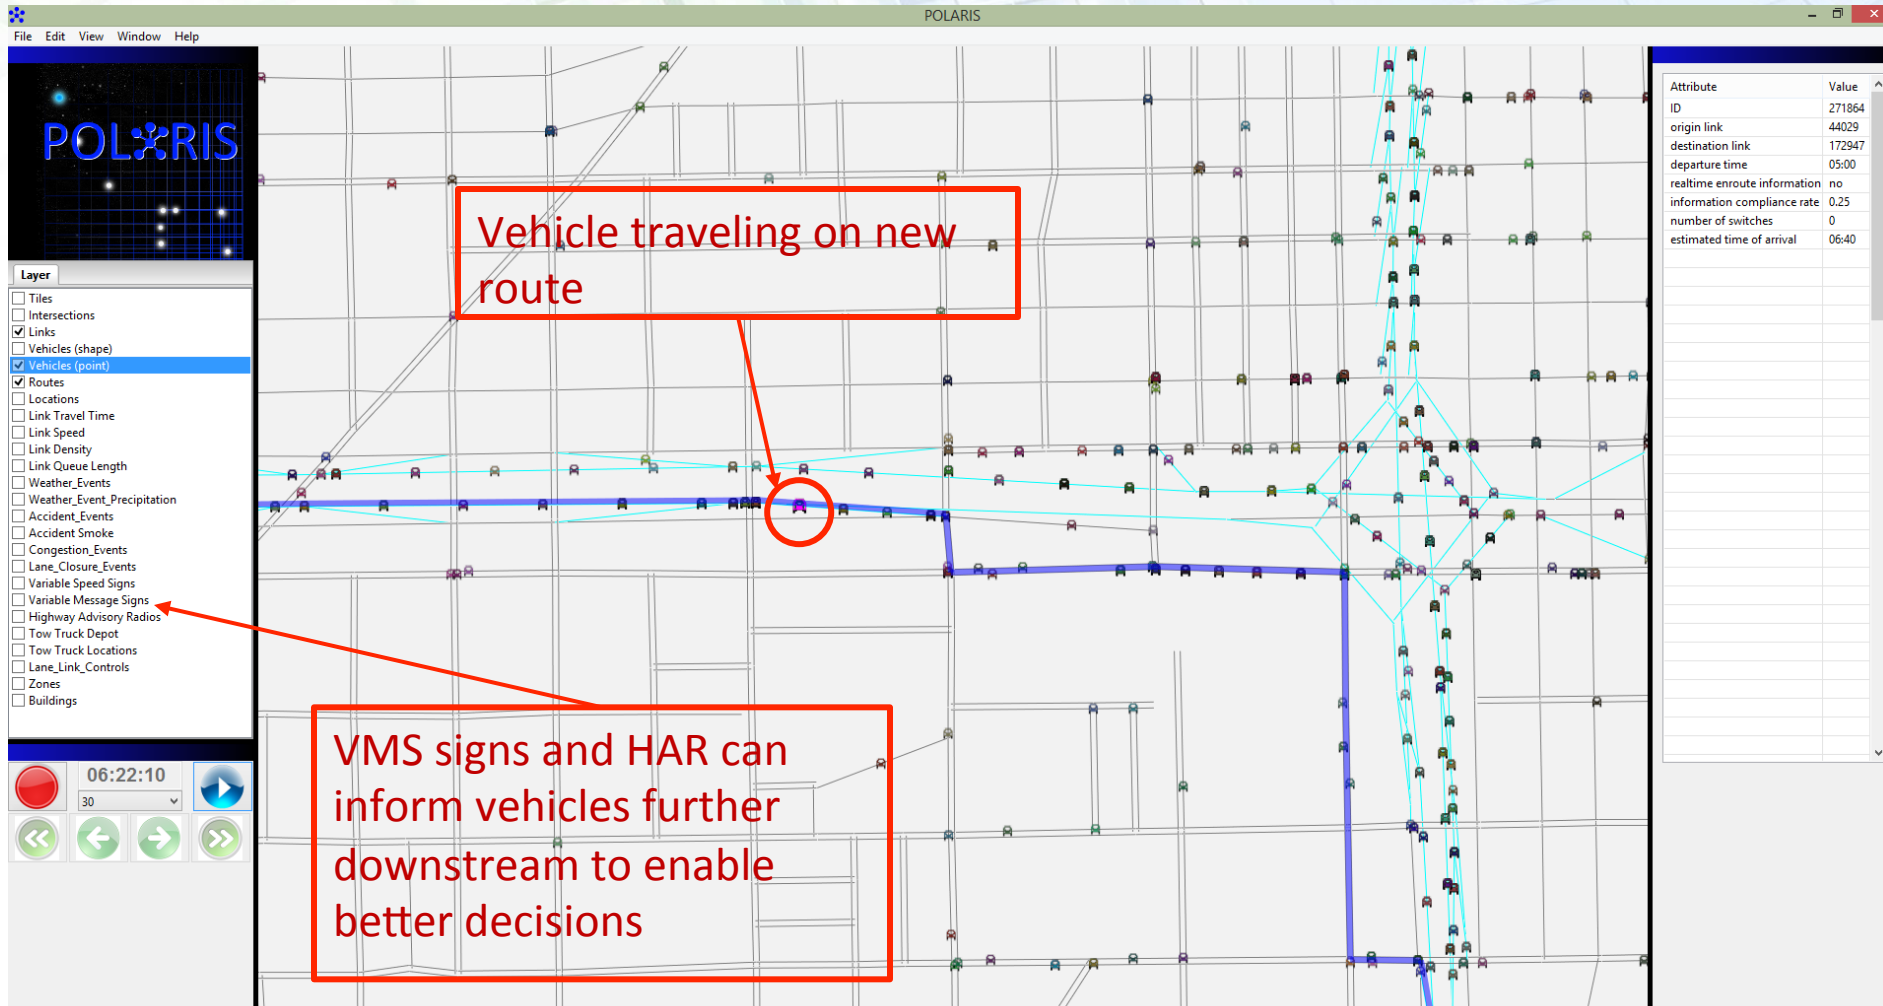 POLARIS
File Edit View Window Help
POLARIS
Layer
Tiles
Intersections
Links
Vehicles (shape)
Vehicles (point)
Routes
Locations
Link Travel Time
Link Speed
Link Density
Link Queue Length
Weather_Events
Weather_Event_Precipitation
Accident_Events
Accident Smoke
Congestion_Events
Lane_Closure_Events
Variable Speed Signs
Variable Message Signs
Highway Advisory Radios
Tow Truck Depot
Tow Truck Locations
Lane_Link_Controls
Zones
Buildings
06:22:10
30
Vehicle traveling on new
route
VMS signs and HAR can
inform vehicles further
downstream to enable
better decisions
Attribute Value
ID 271864
origin link 44029
destination link 172947
departure time 05:00
realtime enroute information no
information compliance rate 0.25
number of switches 0
estimated time of arrival 06:40